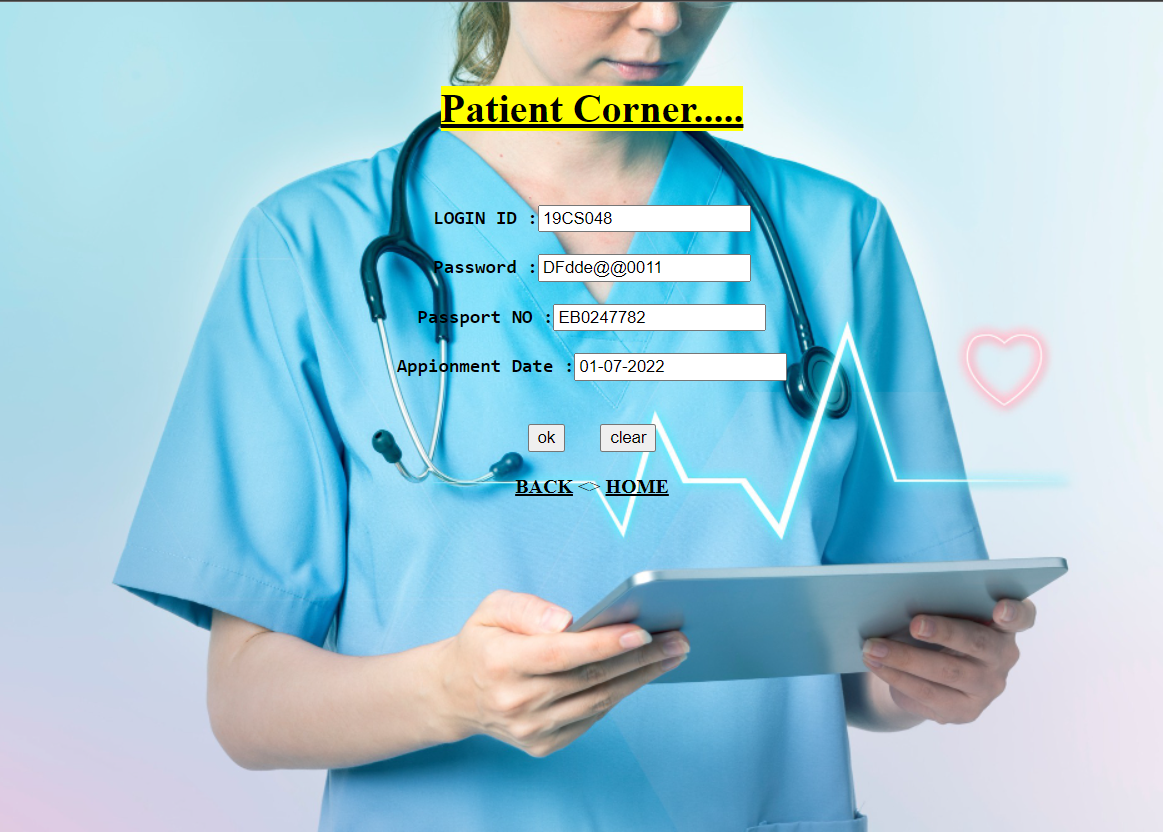 Patient Corner.....
LOGIN ID : 19CS048
Password : DFdde@@0011
Passport NO : EB0247782
Appionment Date : 01-07-2022
ok clear
BACK <> HOME